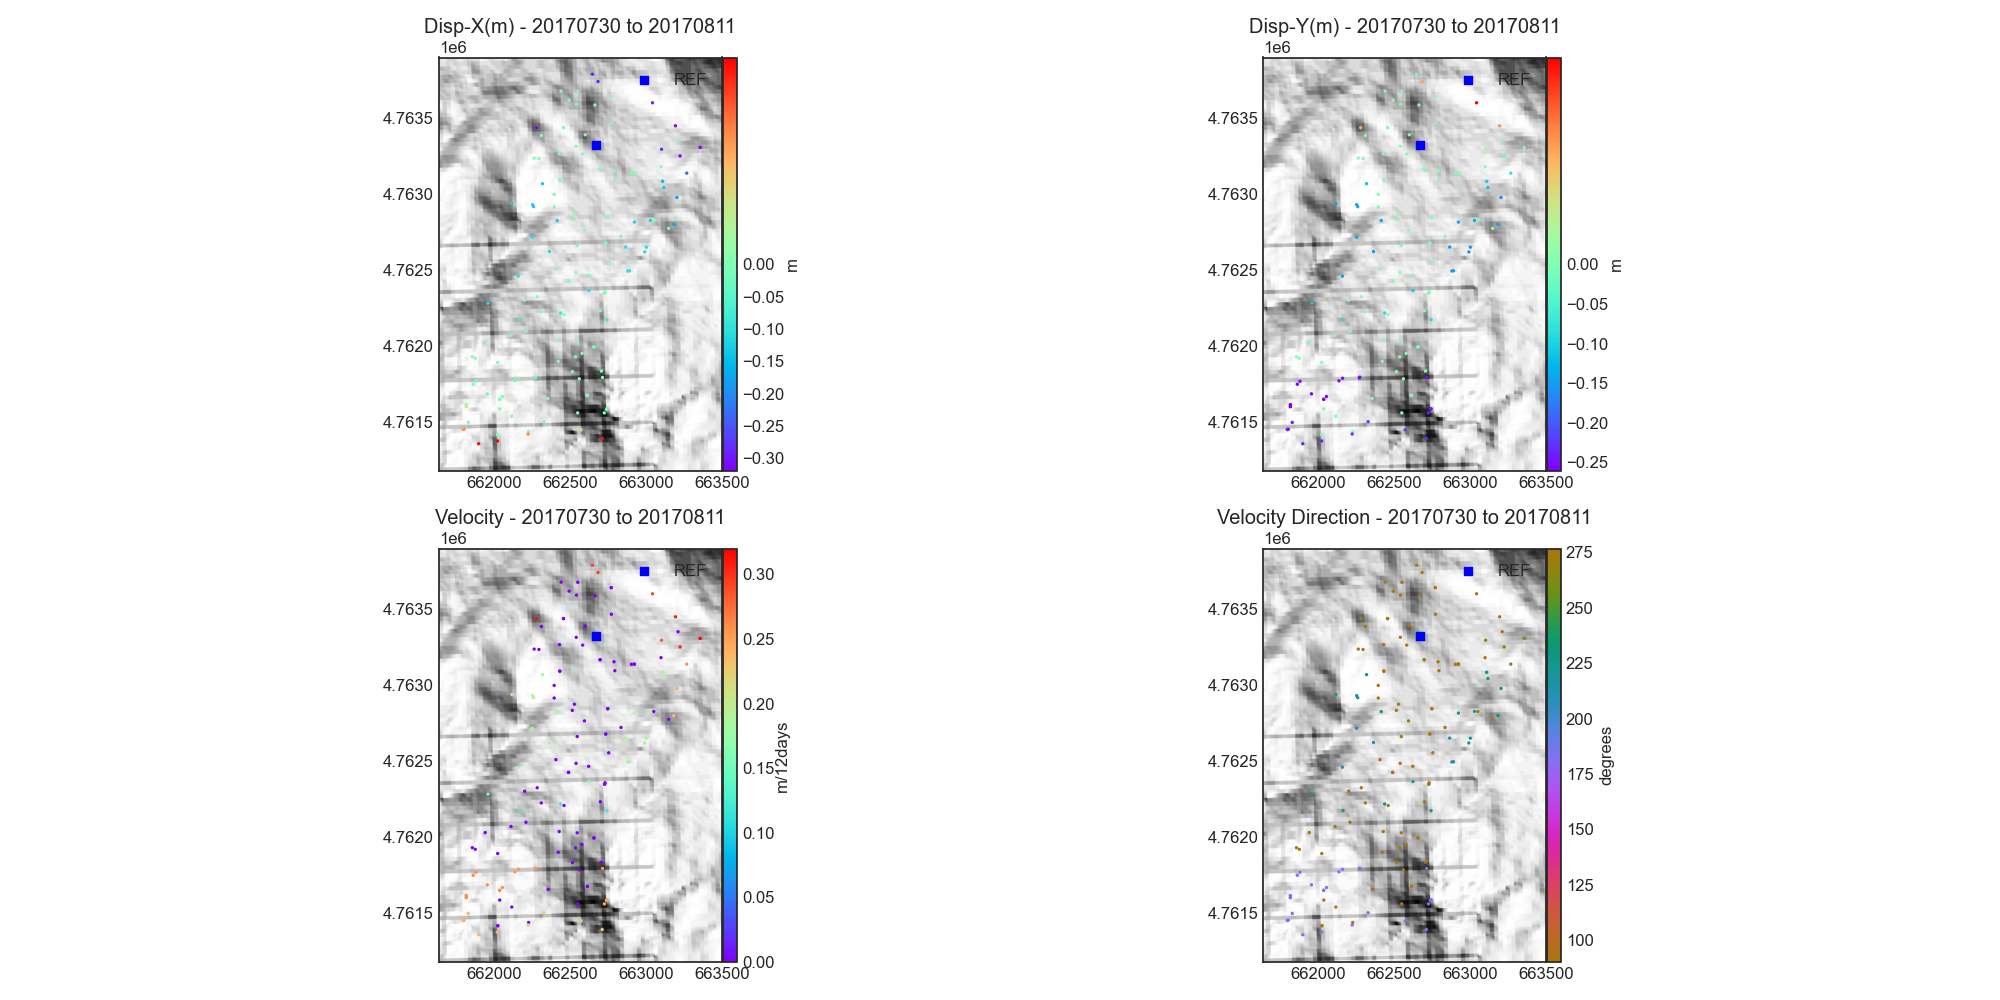 Disp-X(m) - 20170730 to 20170811
1e6
REF
4.7635
4.7630
4.7625
4.7620
4.7615
662000 662500 663000 663500
0.00
−0.05
−0.10
−0.15
−0.20
−0.25
−0.30
m
Disp-Y(m) - 20170730 to 20170811
1e6
REF
4.7635
4.7630
4.7625
4.7620
4.7615
662000 662500 663000 663500
0.00
−0.05
−0.10
−0.15
−0.20
−0.25
m
Velocity - 20170730 to 20170811
1e6
REF
4.7635
4.7630
4.7625
4.7620
4.7615
662000 662500 663000 663500
0.30
0.25
0.20
0.15
0.10
0.05
0.00
m/12days
Velocity Direction - 20170730 to 20170811
1e6
REF
4.7635
4.7630
4.7625
4.7620
4.7615
662000 662500 663000 663500
275
250
225
200
175
150
125
100
degrees